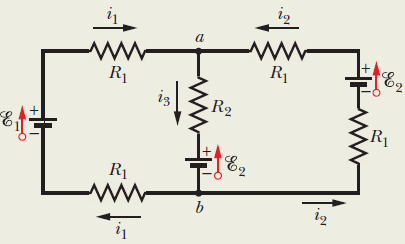 i₁ i₂
a
R₁ R₁
+ ℰ₂
−
i₃ R₂
ℰ₁ +
−
R₁
R₁ + ℰ₂
−
b
i₁ i₂